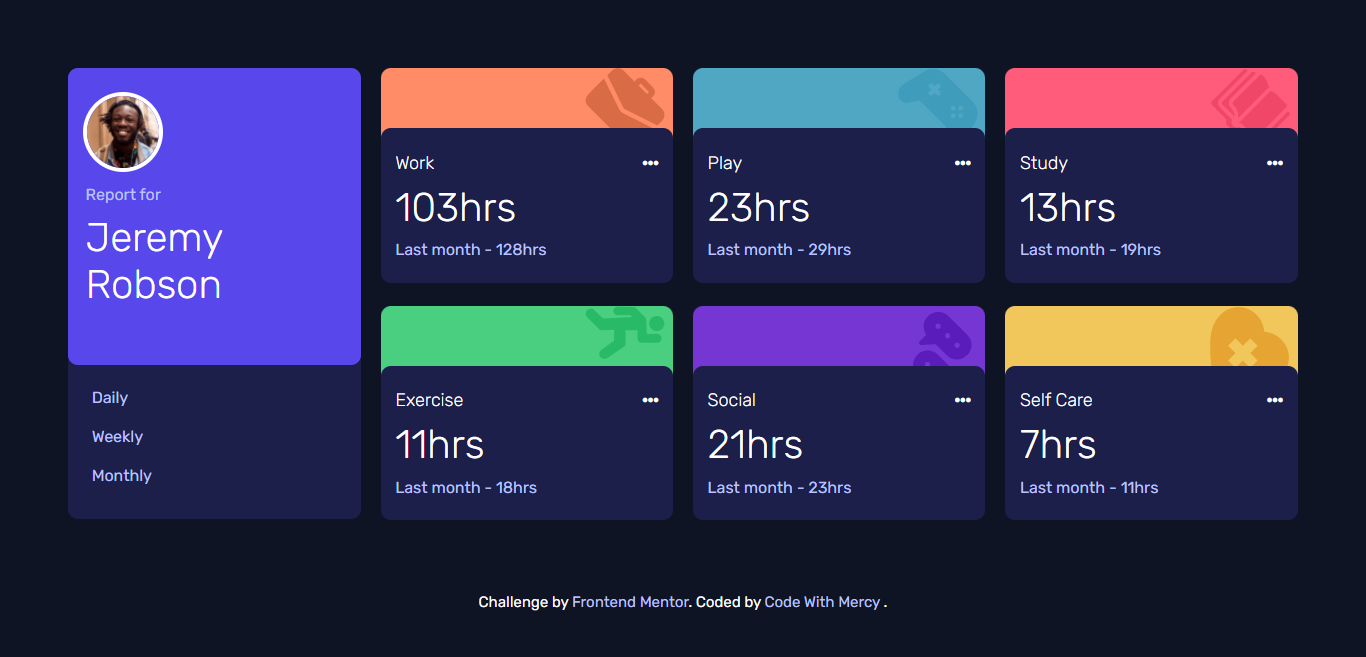 Report for
Jeremy
Robson
Daily
Weekly
Monthly
Work
103hrs
Last month - 128hrs
Play
23hrs
Last month - 29hrs
Study
13hrs
Last month - 19hrs
Exercise
11hrs
Last month - 18hrs
Social
21hrs
Last month - 23hrs
Self Care
7hrs
Last month - 11hrs
Challenge by Frontend Mentor. Coded by Code With Mercy .